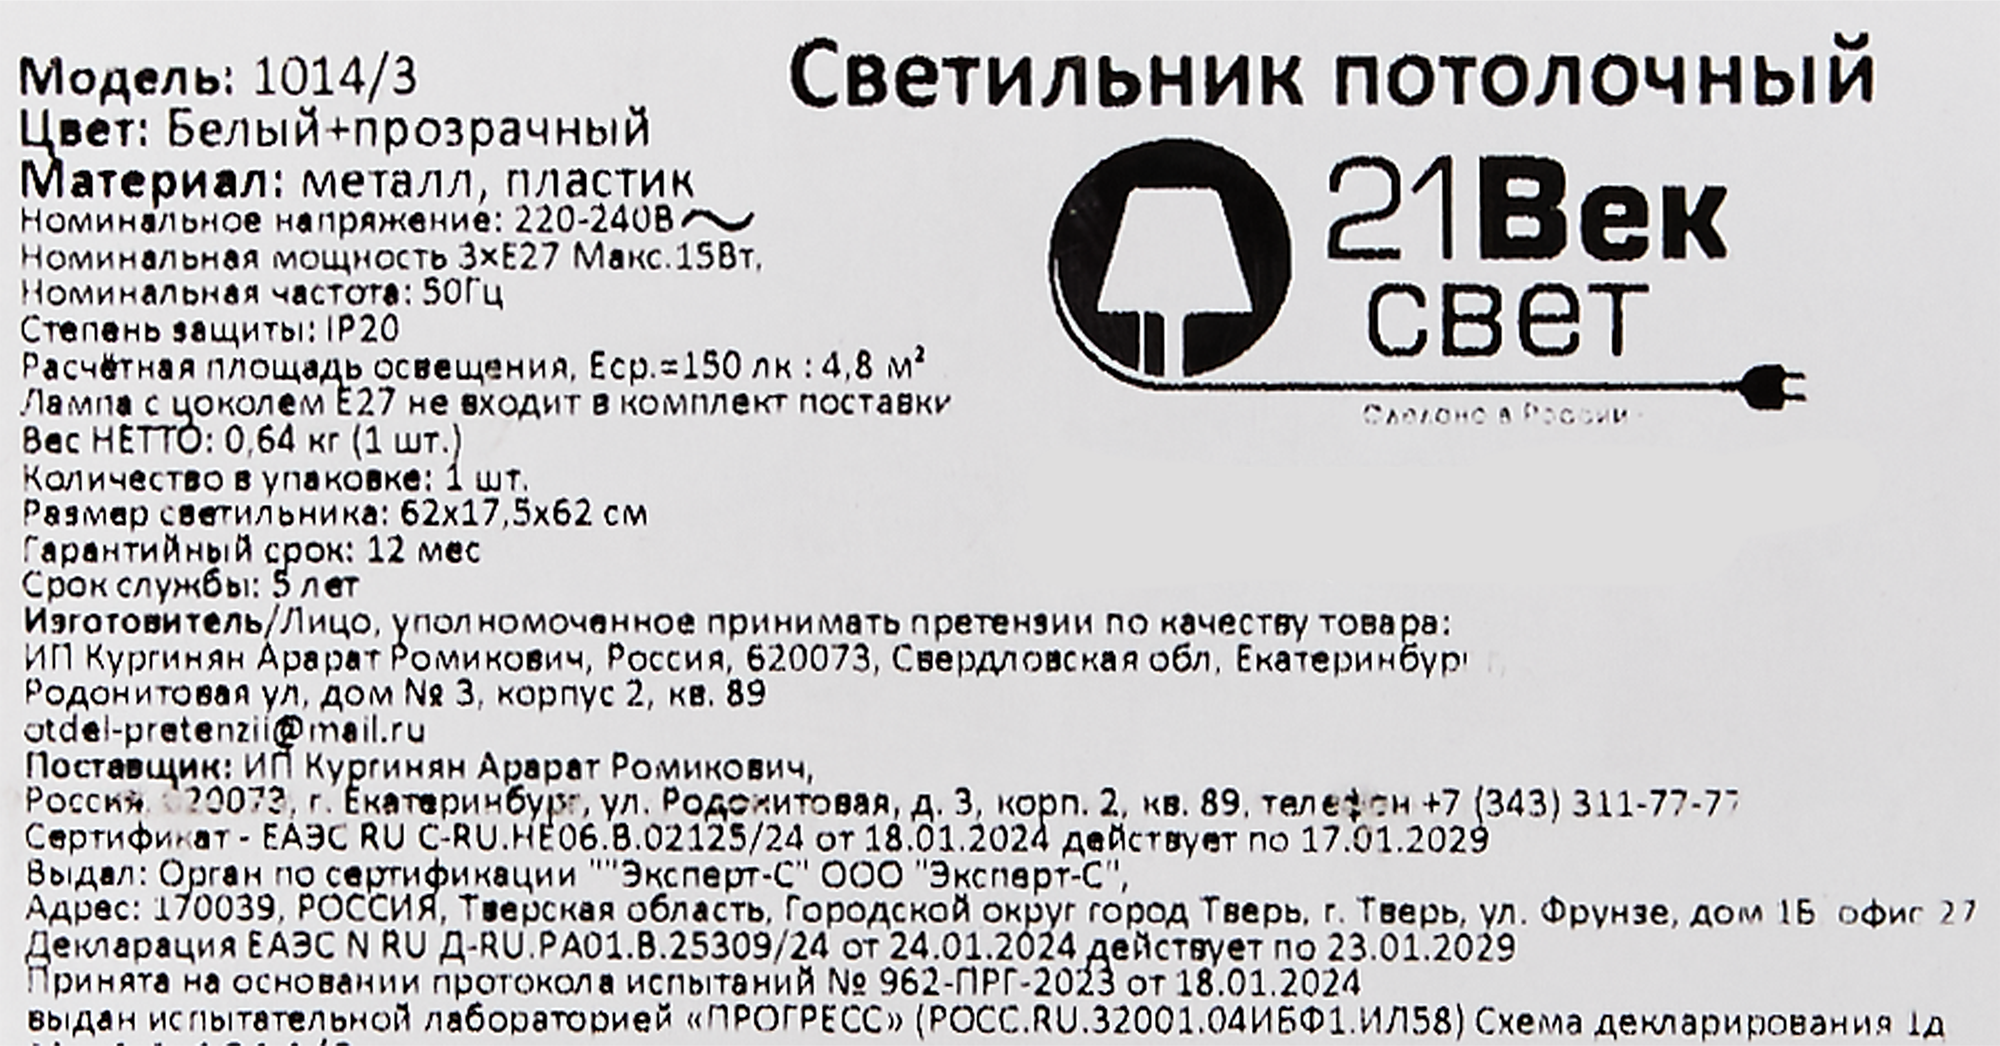 Светильник потолочный
21Век
свет
Сделано в России
Модель: 1014/3
Цвет: Белый+прозрачный
Материал: металл, пластик
Номинальное напряжение: 220-240В~
Номинальная мощность 3×Е27 Макс.15Вт,
Номинальная частота: 50Гц
Степень защиты: IP20
Расчётная площадь освещения, Еср.=150 лк : 4,8 м²
Лампа с цоколем Е27 не входит в комплект поставки
Вес НЕТТО: 0,64 кг (1 шт.)
Количество в упаковке: 1 шт.
Размер светильника: 62х17,5х62 см
Гарантийный срок: 12 мес
Срок службы: 5 лет
Изготовитель/Лицо, уполномоченное принимать претензии по качеству товара:
ИП Кургинян Арарат Ромикович, Россия, 620073, Свердловская обл, Екатеринбург г,
Родонитовая ул, дом № 3, корпус 2, кв. 89
otdel-pretenzii@mail.ru
Поставщик: ИП Кургинян Арарат Ромикович,
Россия, 620073, г. Екатеринбург, ул. Родонитовая, д. 3, корп. 2, кв. 89, телефон +7 (343) 311-77-77
Сертификат - ЕАЭС RU С-RU.НЕ06.В.02125/24 от 18.01.2024 действует по 17.01.2029
Выдал: Орган по сертификации ""Эксперт-С" ООО "Эксперт-С",
Адрес: 170039, РОССИЯ, Тверская область, Городской округ город Тверь, г. Тверь, ул. Фрунзе, дом 1Б офис 27
Декларация ЕАЭС N RU Д-RU.РА01.В.25309/24 от 24.01.2024 действует по 23.01.2029
Принята на основании протокола испытаний № 962-ПРГ-2023 от 18.01.2024
выдан испытательной лабораторией «ПРОГРЕСС» (РОСС.RU.32001.04ИБФ1.ИЛ58) Схема декларирования 1д